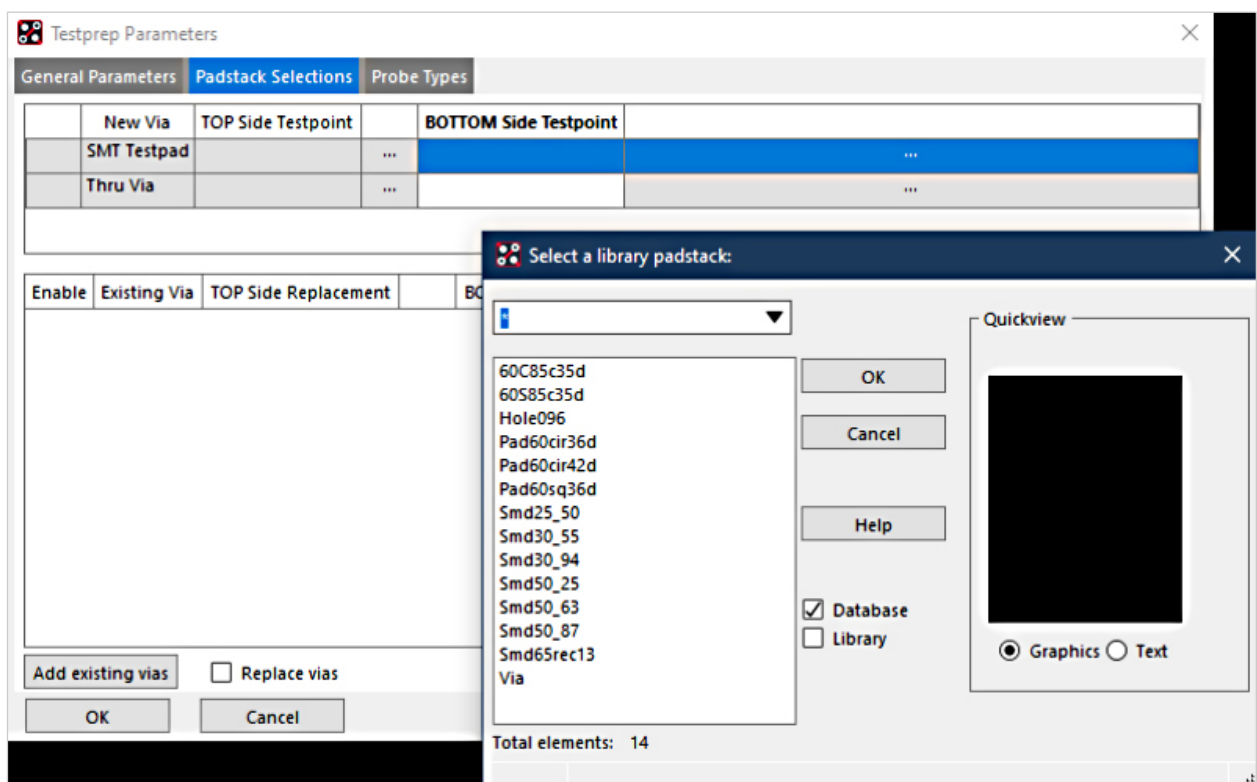 Testprep Parameters
General Parameters Padstack Selections Probe Types
New Via TOP Side Testpoint BOTTOM Side Testpoint
SMT Testpad ... ...
Thru Via ... ...
Enable Existing Via TOP Side Replacement
Add existing vias Replace vias
OK Cancel
Select a library padstack:
*
60C85c35d
60S85c35d
Hole096
Pad60cir36d
Pad60cir42d
Pad60sq36d
Smd25_50
Smd30_55
Smd30_94
Smd50_25
Smd50_63
Smd50_87
Smd65rec13
Via
OK
Cancel
Help
Database
Library
Quickview
Graphics Text
Total elements: 14